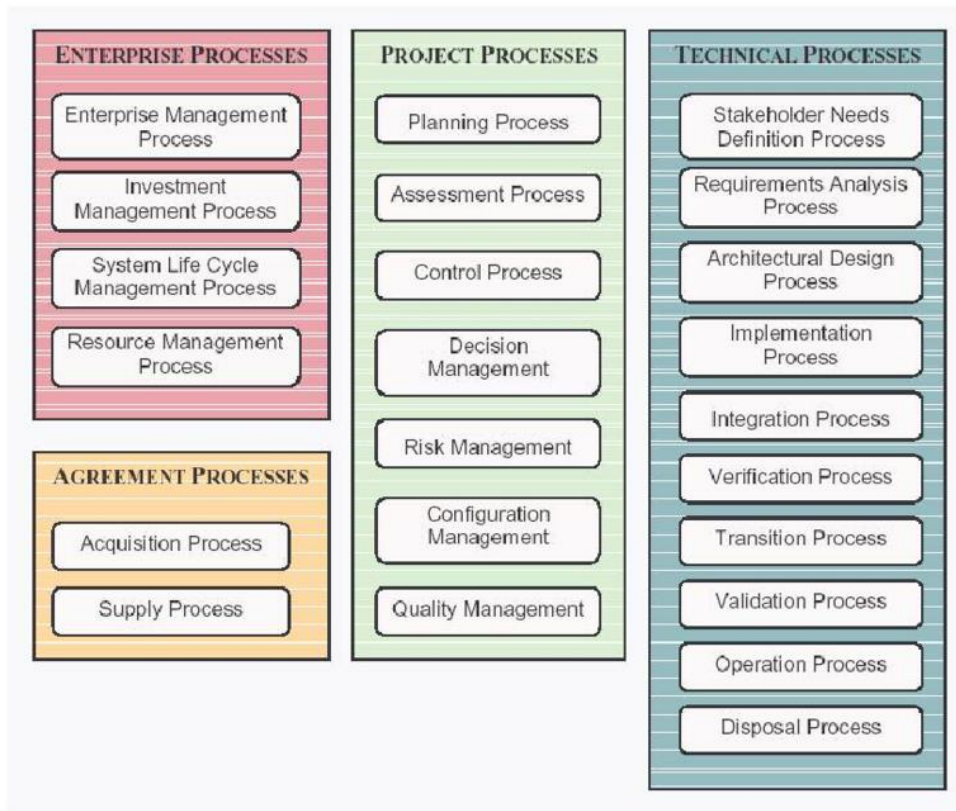 ENTERPRISE PROCESSES
Enterprise Management
Process
Investment
Management Process
System Life Cycle
Management Process
Resource Management
Process
AGREEMENT PROCESSES
Acquisition Process
Supply Process
PROJECT PROCESSES
Planning Process
Assessment Process
Control Process
Decision
Management
Risk Management
Configuration
Management
Quality Management
TECHNICAL PROCESSES
Stakeholder Needs
Definition Process
Requirements Analysis
Process
Architectural Design
Process
Implementation
Process
Integration Process
Verification Process
Transition Process
Validation Process
Operation Process
Disposal Process